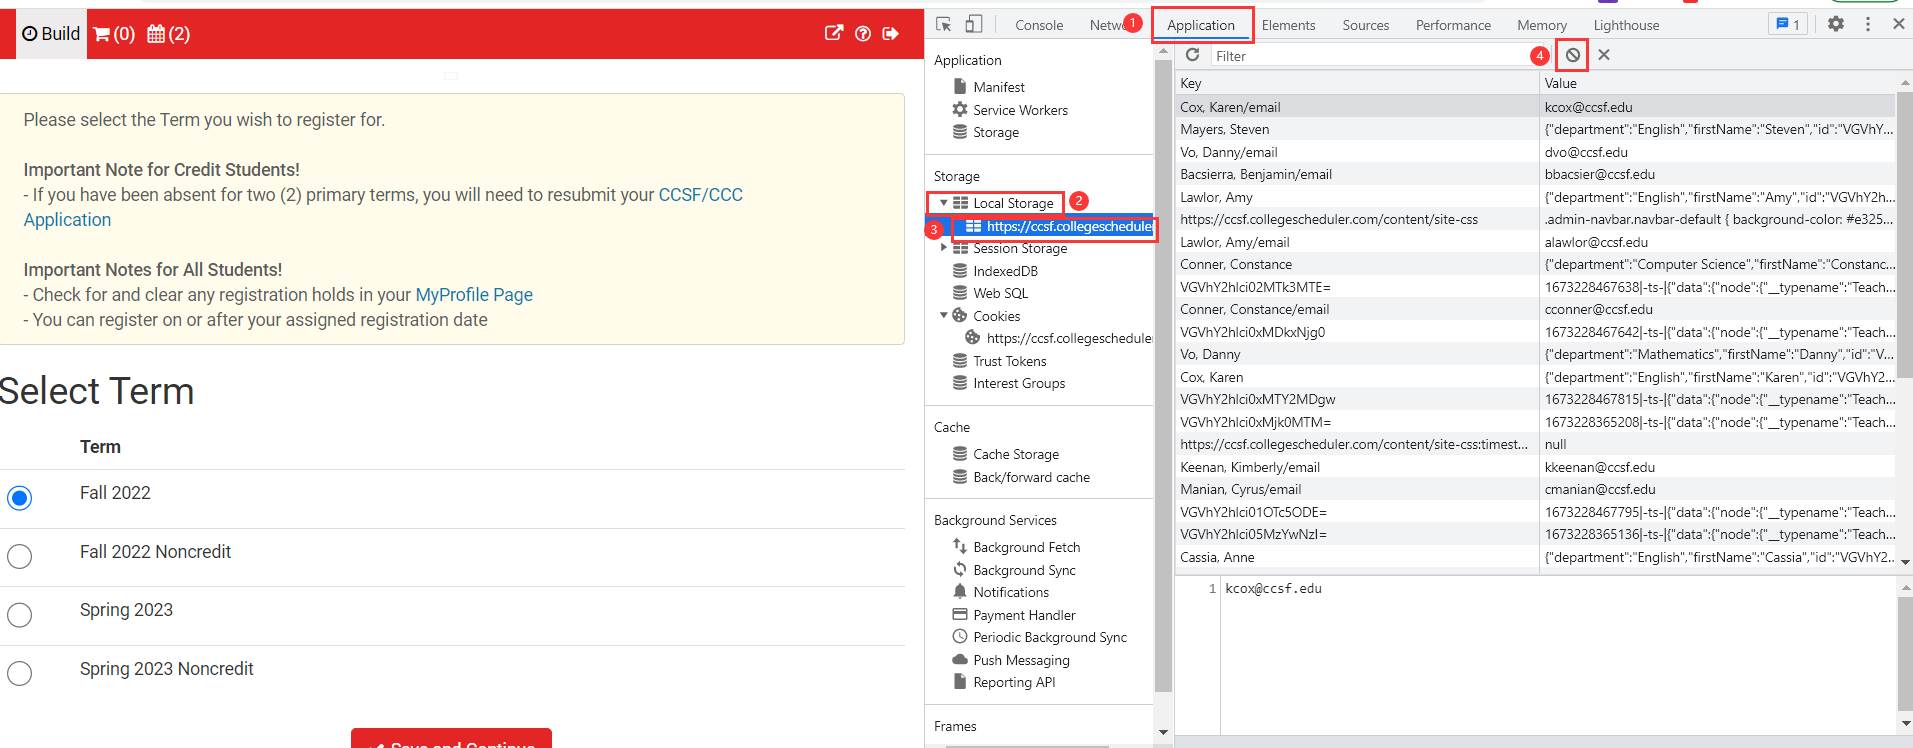 Build (0) (2)
Please select the Term you wish to register for.
Important Note for Credit Students!
- If you have been absent for two (2) primary terms, you will need to resubmit your CCSF/CCC
Application
Important Notes for All Students!
- Check for and clear any registration holds in your MyProfile Page
- You can register on or after your assigned registration date
Select Term
Term
Fall 2022
Fall 2022 Noncredit
Spring 2023
Spring 2023 Noncredit
Save and Continue
Console Netw 1 Application Elements Sources Performance Memory Lighthouse 1
Application
Manifest
Service Workers
Storage
Storage
Local Storage 2
3 https://ccsf.collegeschedule
Session Storage
IndexedDB
Web SQL
Cookies
https://ccsf.collegeschedule
Trust Tokens
Interest Groups
Cache
Cache Storage
Back/forward cache
Background Services
Background Fetch
Background Sync
Notifications
Payment Handler
Periodic Background Sync
Push Messaging
Reporting API
Frames
Filter 4
Key Value
Cox, Karen/email kcox@ccsf.edu
Mayers, Steven {"department":"English","firstName":"Steven","id":"VGVhY...
Vo, Danny/email dvo@ccsf.edu
Bacsierra, Benjamin/email bbacsier@ccsf.edu
Lawlor, Amy {"department":"English","firstName":"Amy","id":"VGVhY2h...
https://ccsf.collegescheduler.com/content/site-css .admin-navbar.navbar-default { background-color: #e325...
Lawlor, Amy/email alawlor@ccsf.edu
Conner, Constance {"department":"Computer Science","firstName":"Constanc...
VGVhY2hlci02MTk3MTE= 1673228467638|-ts-|{"data":{"node":{"__typename":"Teach...
Conner, Constance/email cconner@ccsf.edu
VGVhY2hlci0xMDkxNjg0 1673228467642|-ts-|{"data":{"node":{"__typename":"Teach...
Vo, Danny {"department":"Mathematics","firstName":"Danny","id":"V...
Cox, Karen {"department":"English","firstName":"Karen","id":"VGVhY2...
VGVhY2hlci0xMTY2MDgw 1673228467815|-ts-|{"data":{"node":{"__typename":"Teach...
VGVhY2hlci0xMjk0MTM= 1673228365208|-ts-|{"data":{"node":{"__typename":"Teach...
https://ccsf.collegescheduler.com/content/site-css:timest... null
Keenan, Kimberly/email kkeenan@ccsf.edu
Manian, Cyrus/email cmanian@ccsf.edu
VGVhY2hlci01OTc5ODE= 1673228467795|-ts-|{"data":{"node":{"__typename":"Teach...
VGVhY2hlci05MzYwNzI= 1673228365136|-ts-|{"data":{"node":{"__typename":"Teach...
Cassia, Anne {"department":"English","firstName":"Cassia","id":"VGVhY2...
1 kcox@ccsf.edu